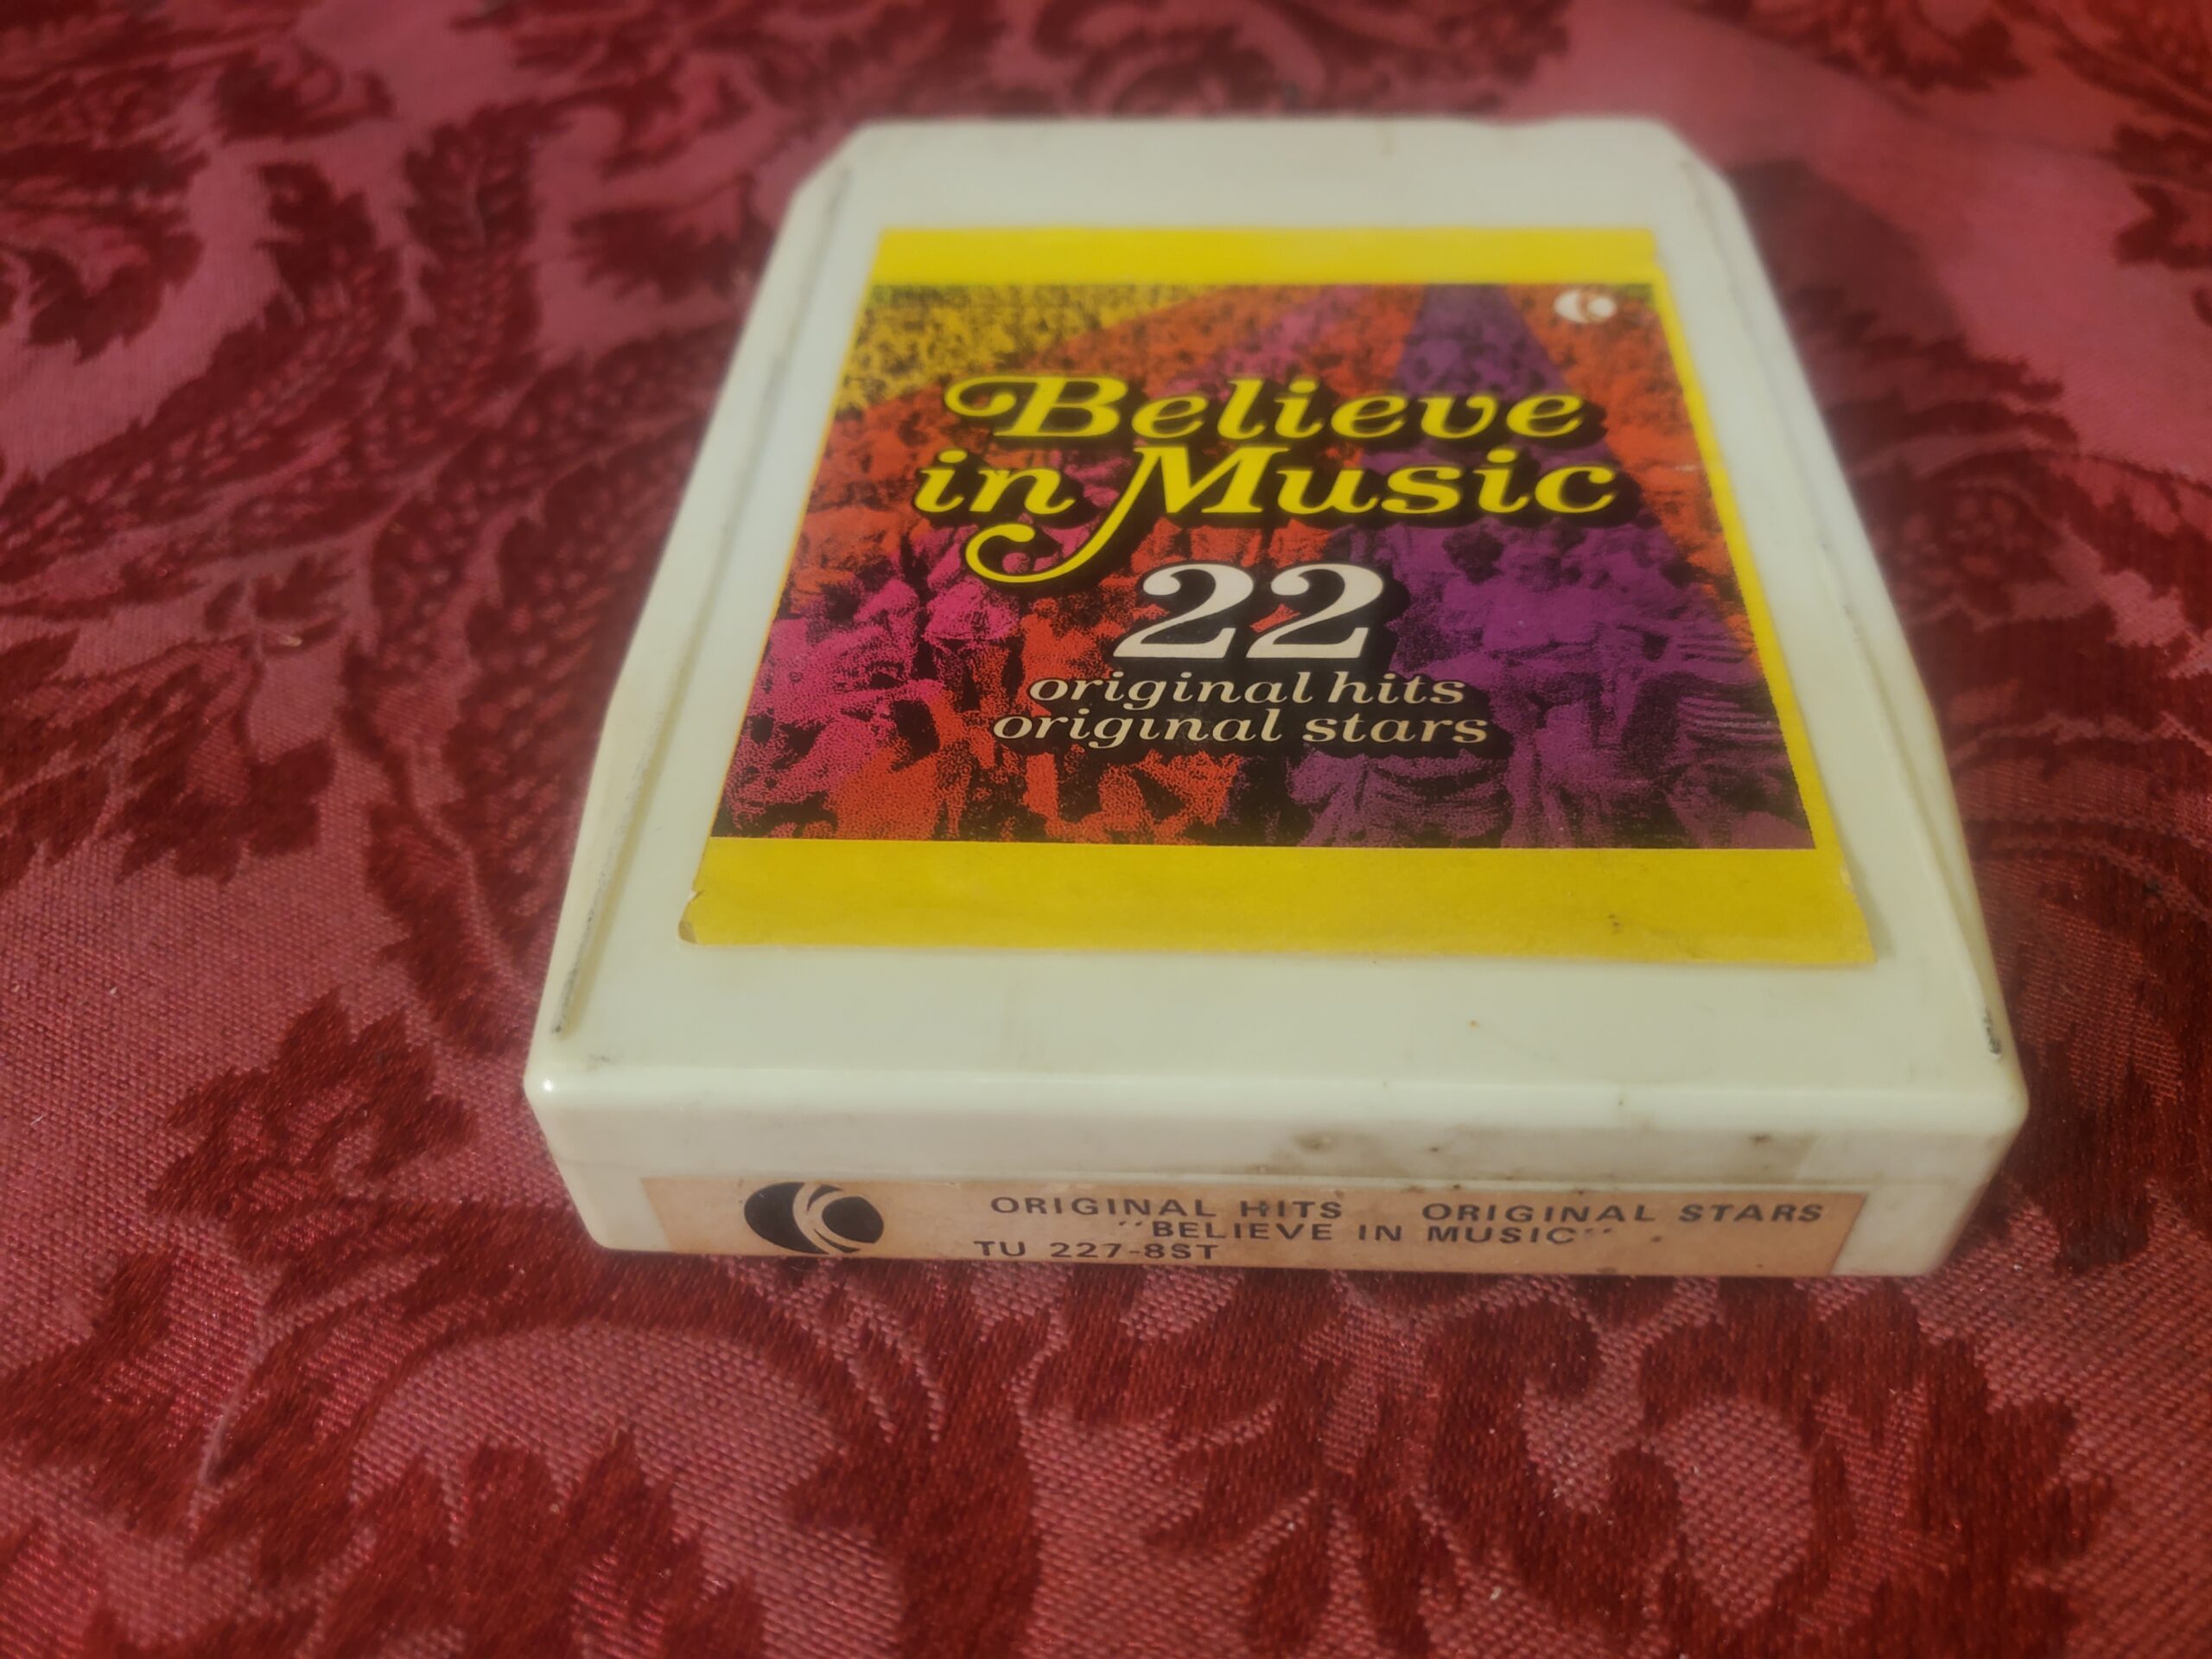 Believe
in Music
22
original hits
original stars
K
ORIGINAL HITS ORIGINAL STARS
"BELIEVE IN MUSIC"
TU 227-8ST